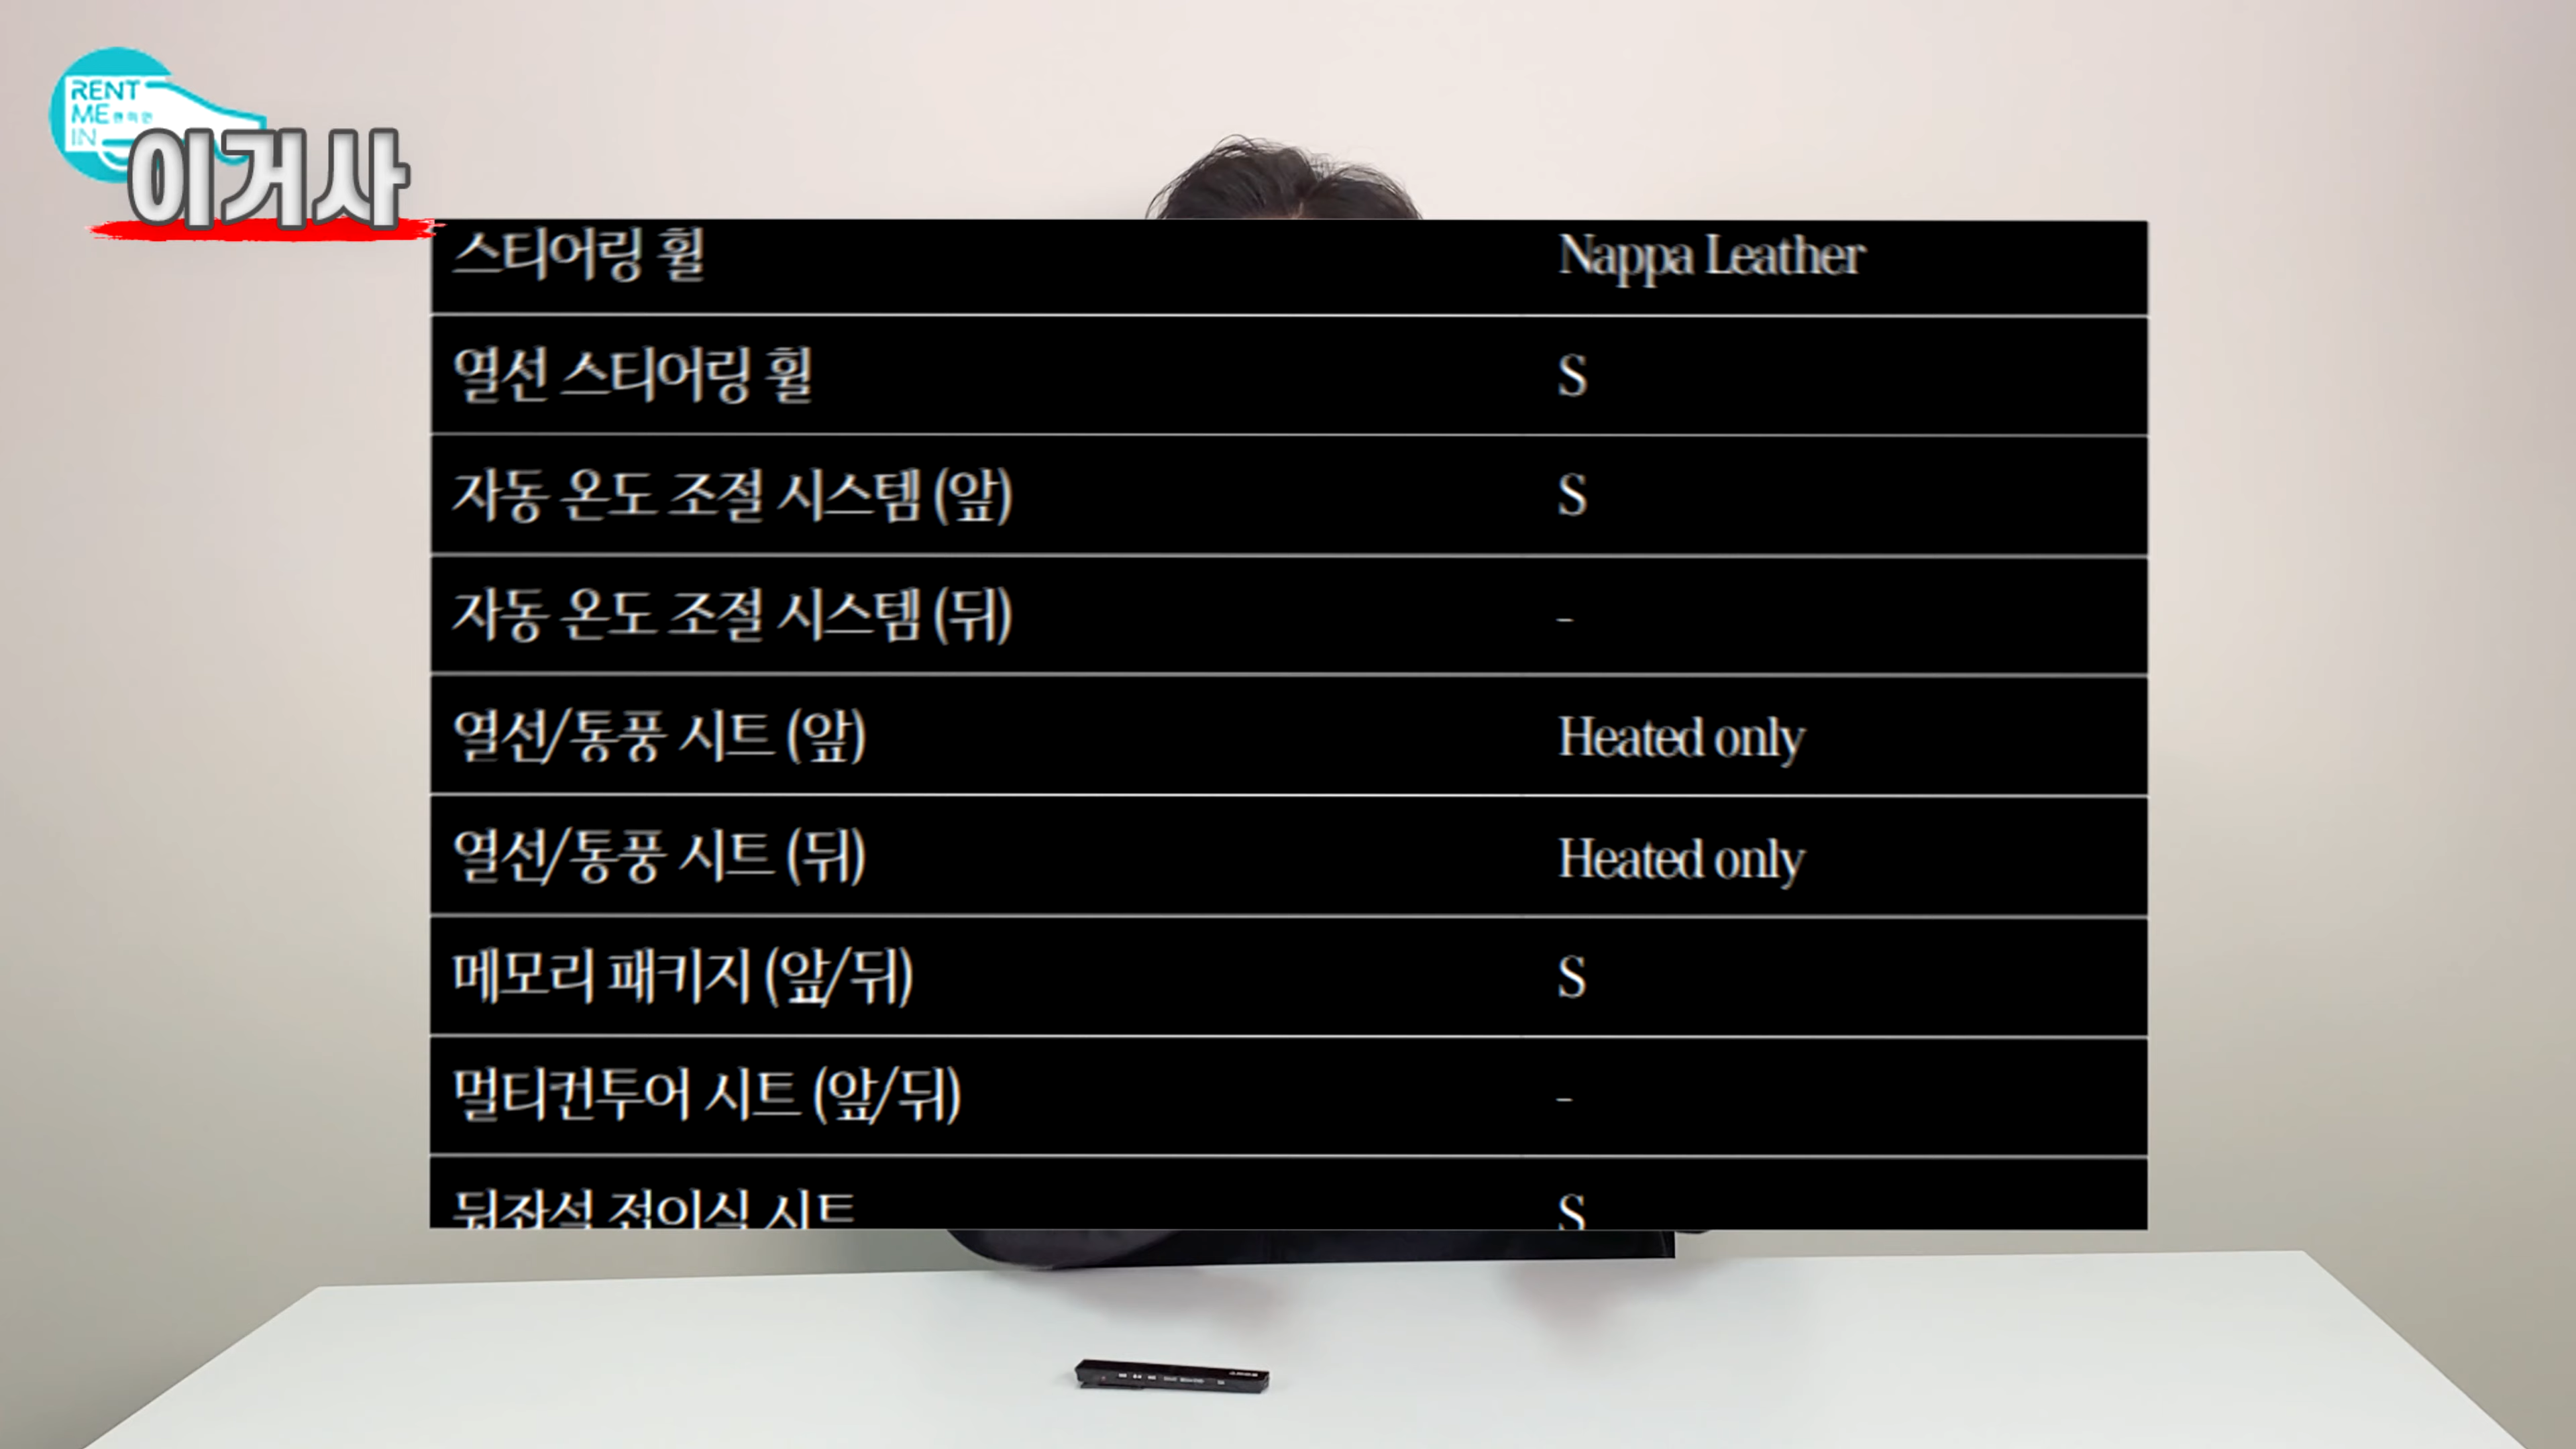 RENT
ME 렌미인
IN
이거사
스티어링 휠 Nappa Leather
열선 스티어링 휠 S
자동 온도 조절 시스템 (앞) S
자동 온도 조절 시스템 (뒤) -
열선/통풍 시트 (앞) Heated only
열선/통풍 시트 (뒤) Heated only
메모리 패키지 (앞/뒤) S
멀티컨투어 시트 (앞/뒤) -
뒷좌석 접이식 시트 S